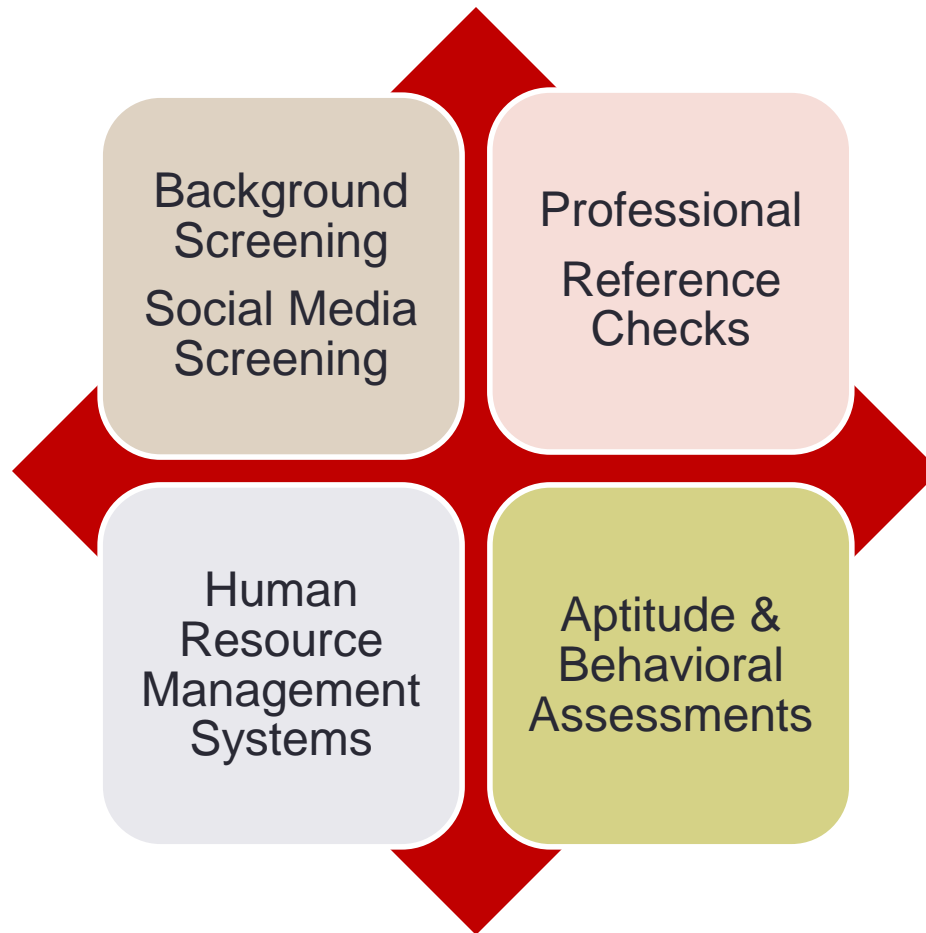 Background
Screening
Social Media
Screening
Professional
Reference
Checks
Human
Resource
Management
Systems
Aptitude &
Behavioral
Assessments